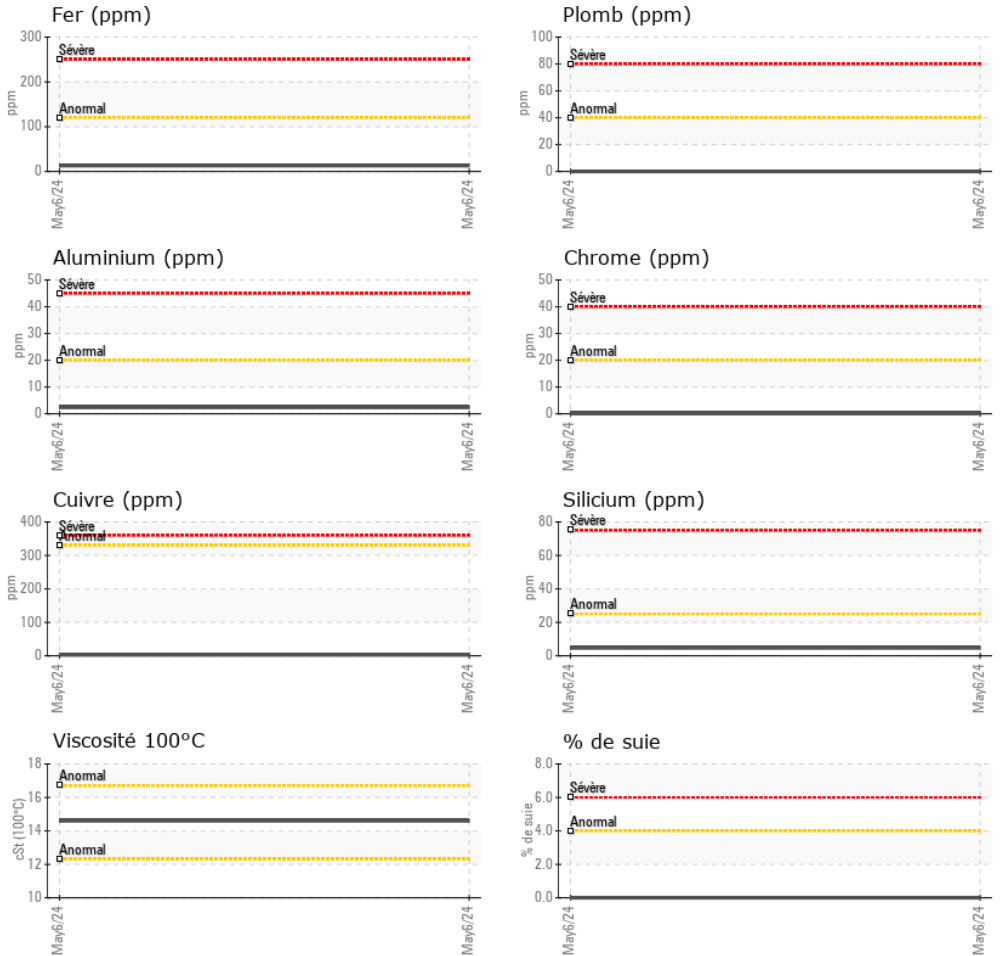 Fer (ppm)
300
200
100
0
ppm
Sévère
Anormal
May6/24
May6/24
Plomb (ppm)
100
80
60
40
20
0
ppm
Sévère
Anormal
May6/24
May6/24
Aluminium (ppm)
50
40
30
20
10
0
ppm
Sévère
Anormal
May6/24
May6/24
Chrome (ppm)
50
40
30
20
10
0
ppm
Sévère
Anormal
May6/24
May6/24
Cuivre (ppm)
400
300
200
100
0
ppm
Sévère
Anormal
May6/24
May6/24
Silicium (ppm)
80
60
40
20
0
ppm
Sévère
Anormal
May6/24
May6/24
Viscosité 100°C
18
16
14
12
10
cSt (100°C)
Anormal
Anormal
May6/24
May6/24
% de suie
8.0
6.0
4.0
2.0
0.0
% de suie
Sévère
Anormal
May6/24
May6/24